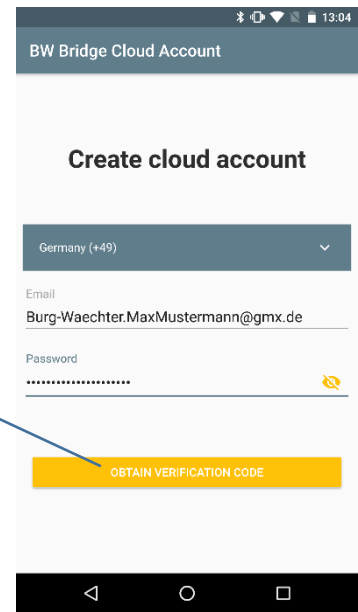 13:04
BW Bridge Cloud Account
Create cloud account
Germany (+49)
Email
Burg-Waechter.MaxMustermann@gmx.de
Password
•••••••••••••••••••••
OBTAIN VERIFICATION CODE